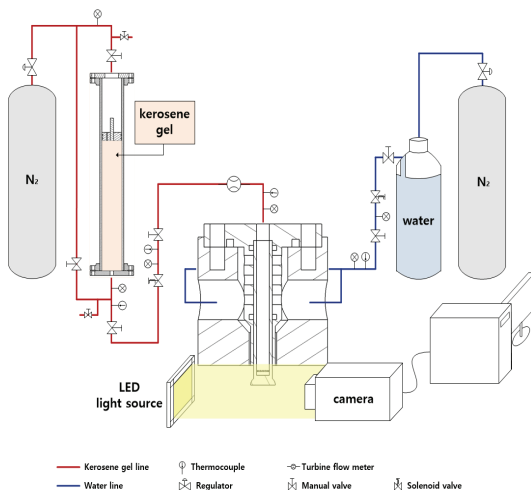 kerosene
gel
N₂
N₂
water
LED
light source
camera
Kerosene gel line
Thermocouple
Turbine flow meter
Water line
Regulator
Manual valve
Solenoid valve